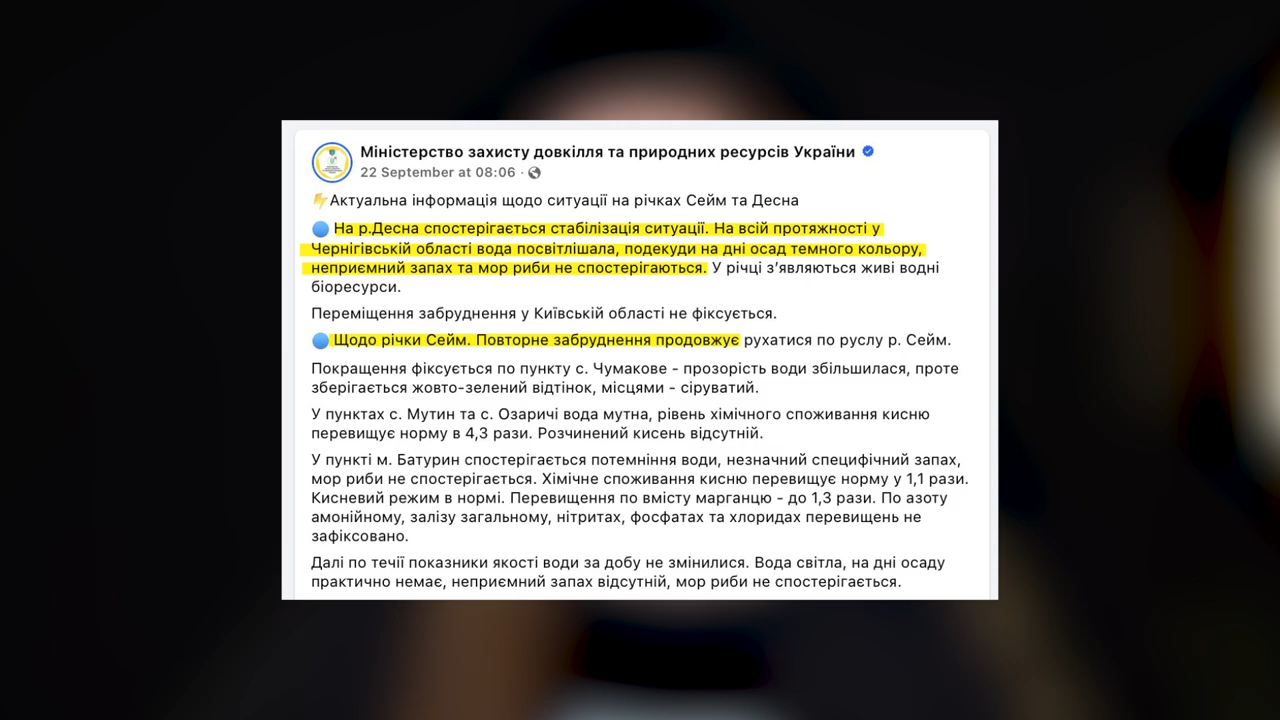 Міністерство захисту довкілля та природних ресурсів України
22 September at 08:06 ·
⚡Актуальна інформація щодо ситуації на річках Сейм та Десна
🔵 На р.Десна спостерігається стабілізація ситуації. На всій протяжності у
Чернігівській області вода посвітлішала, подекуди на дні осад темного кольору,
неприємний запах та мор риби не спостерігаються. У річці з’являються живі водні
біоресурси.
Переміщення забруднення у Київській області не фіксується.
🔵 Щодо річки Сейм. Повторне забруднення продовжує рухатися по руслу р. Сейм.
Покращення фіксується по пункту с. Чумакове - прозорість води збільшилася, проте
зберігається жовто-зелений відтінок, місцями - сіруватий.
У пунктах с. Мутин та с. Озаричі вода мутна, рівень хімічного споживання кисню
перевищує норму в 4,3 рази. Розчинений кисень відсутній.
У пункті м. Батурин спостерігається потемніння води, незначний специфічний запах,
мор риби не спостерігається. Хімічне споживання кисню перевищує норму у 1,1 рази.
Кисневий режим в нормі. Перевищення по вмісту марганцю - до 1,3 рази. По азоту
амонійному, залізу загальному, нітритах, фосфатах та хлоридах перевищень не
зафіксовано.
Далі по течії показники якості води за добу не змінилися. Вода світла, на дні осаду
практично немає, неприємний запах відсутній, мор риби не спостерігається.